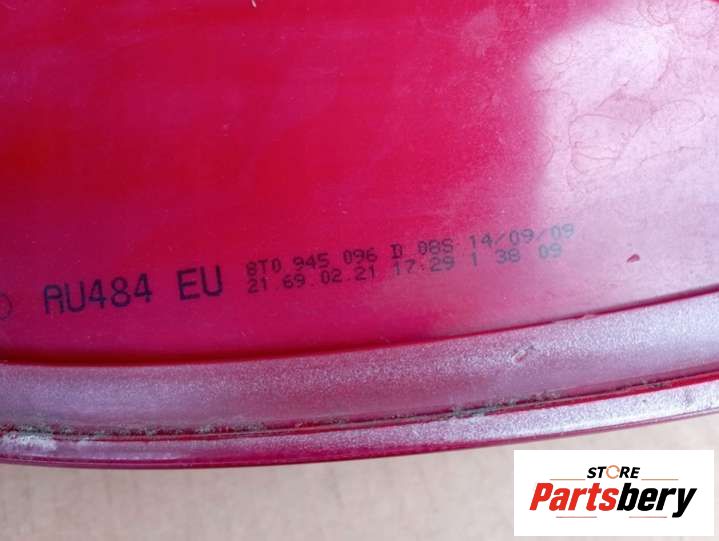 AU484 EU
8T0 945 096 D 08S 14/09/09
21.69.02.21 17:29 1 38 09
STORE
Partsbery